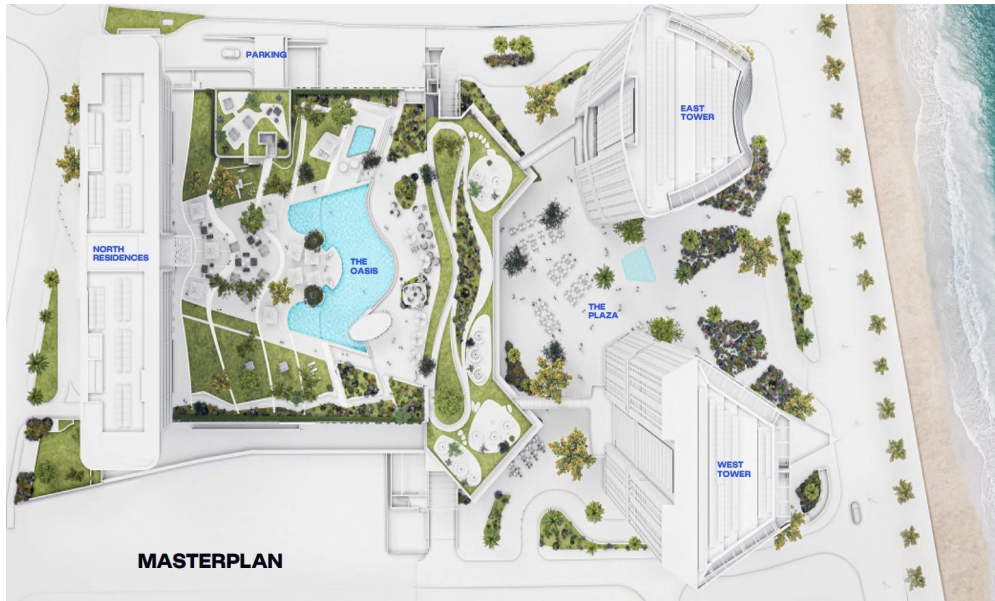 PARKING
EAST
TOWER
NORTH
RESIDENCES
THE
OASIS
THE
PLAZA
WEST
TOWER
MASTERPLAN